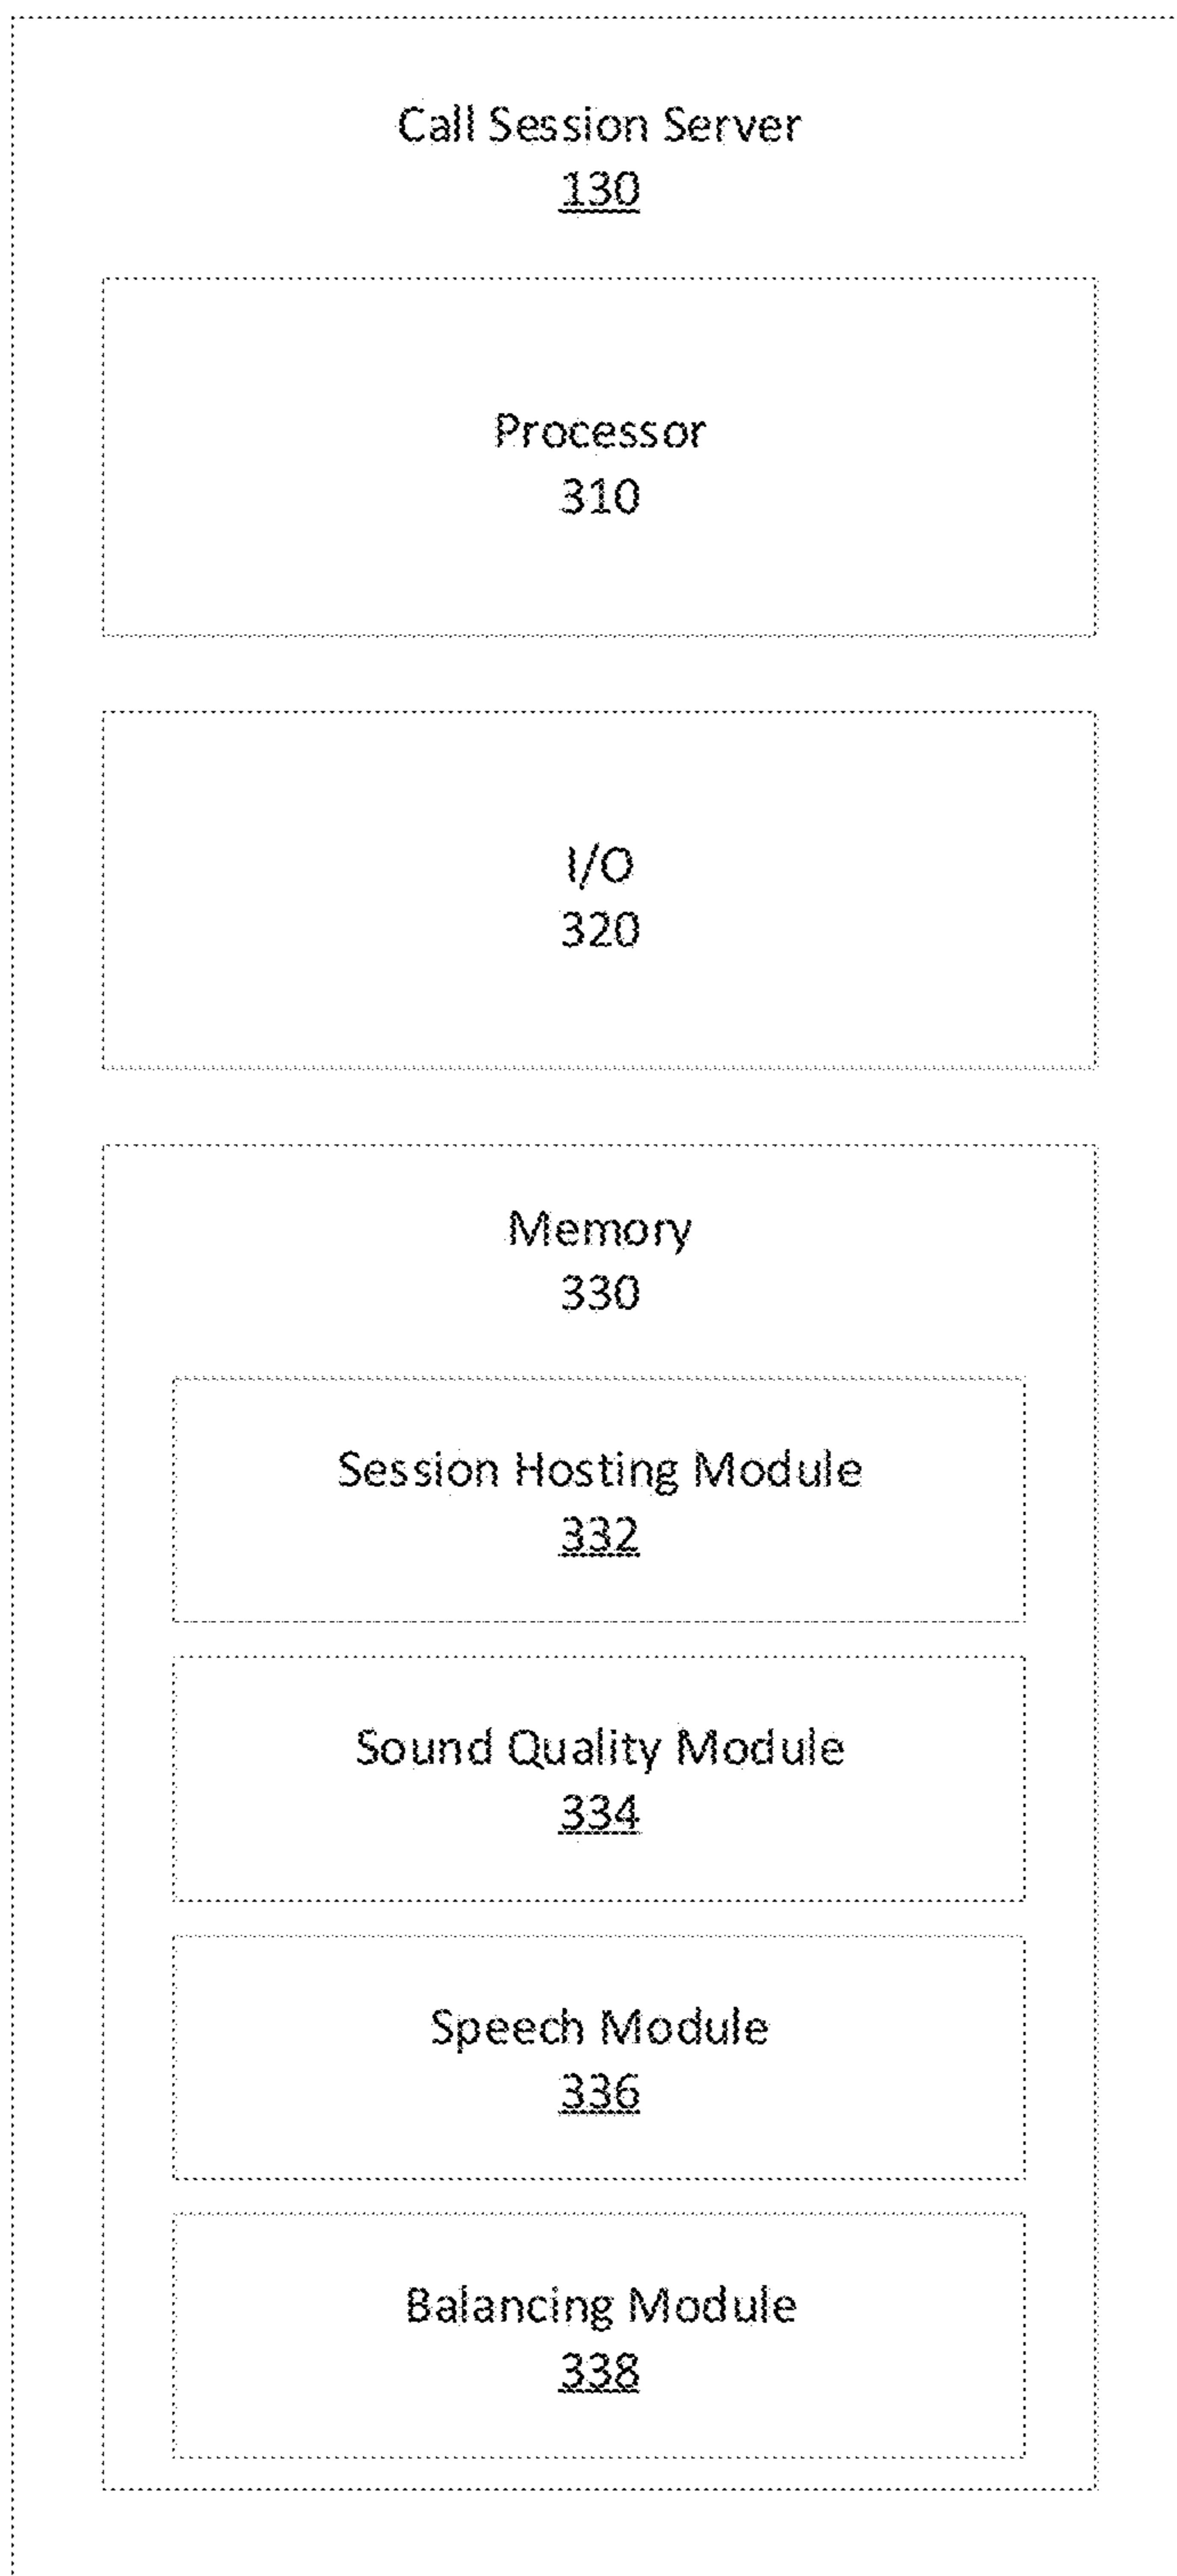 Call Session Server
130
Processor
310
I/O
320
Memory
330
Session Hosting Module
332
Sound Quality Module
334
Speech Module
336
Balancing Module
338